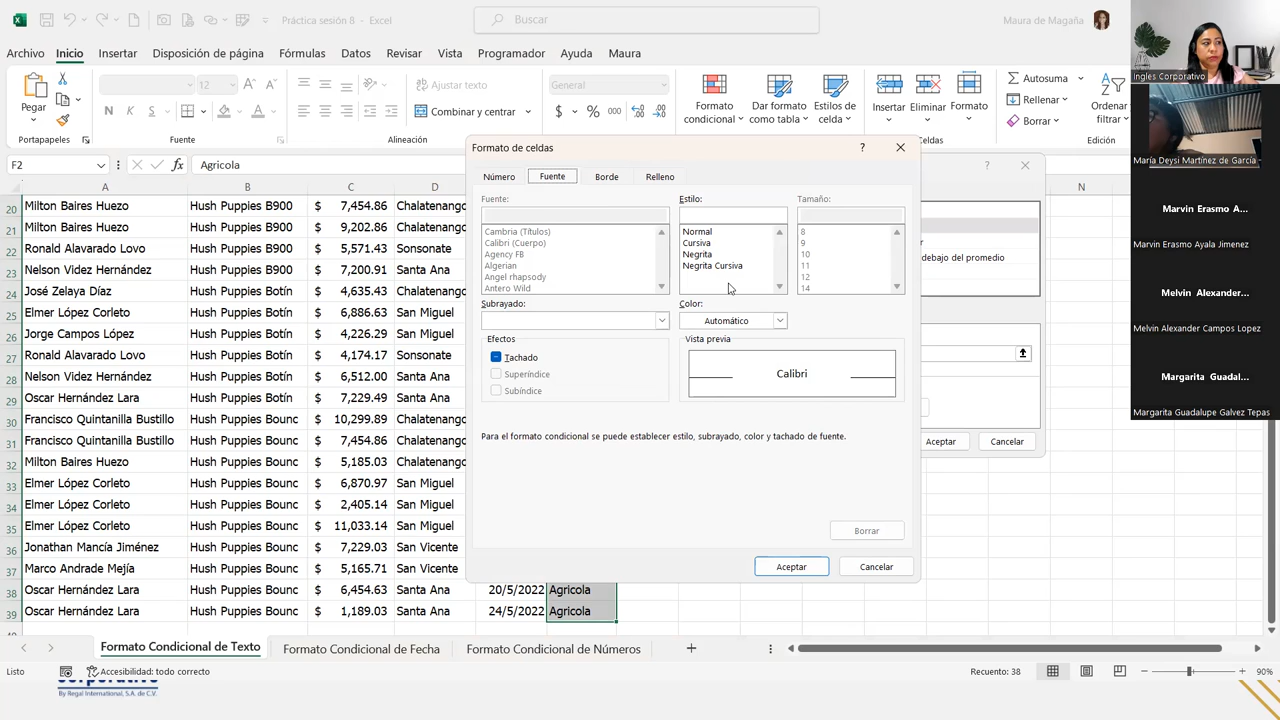 Práctica sesión 8 - Excel
Buscar
Maura de Magaña
Archivo Inicio Insertar Disposición de página Fórmulas Datos Revisar Vista Programador Ayuda Maura
Pegar
Portapapeles
12
N K S
Fuente
Ajustar texto
Combinar y centrar
Alineación
General
$ % 000
Formato condicional
Dar formato como tabla
Estilos de celda
Insertar Eliminar Formato
Celdas
Autosuma
Rellenar
Borrar
Ordenar
Edición
F2 fx Agricola
A B C D N
20 Milton Baires Huezo Hush Puppies B900 $ 7,454.86 Chalatenango
21 Milton Baires Huezo Hush Puppies B900 $ 9,202.86 Chalatenango
22 Ronald Alavarado Lovo Hush Puppies B900 $ 5,571.43 Sonsonate
23 Nelson Videz Hernández Hush Puppies B900 $ 7,200.91 Santa Ana
24 José Zelaya Díaz Hush Puppies Botin $ 4,635.43 Chalatenango
25 Elmer López Corleto Hush Puppies Botin $ 6,886.63 San Miguel
26 Jorge Campos López Hush Puppies Botin $ 4,226.29 San Miguel
27 Ronald Alavarado Lovo Hush Puppies Botin $ 4,174.17 Sonsonate
28 Nelson Videz Hernández Hush Puppies Botin $ 6,512.00 Santa Ana
29 Oscar Hernández Lara Hush Puppies Botin $ 7,229.49 Santa Ana
30 Francisco Quintanilla Bustillo Hush Puppies Bounc $ 10,299.89 Chalatenango
31 Francisco Quintanilla Bustillo Hush Puppies Bounc $ 7,454.86 Chalatenango
32 Milton Baires Huezo Hush Puppies Bounc $ 5,185.03 Chalatenango
33 Elmer López Corleto Hush Puppies Bounc $ 6,870.97 San Miguel
34 Elmer López Corleto Hush Puppies Bounc $ 2,405.14 San Miguel
35 Elmer López Corleto Hush Puppies Bounc $ 11,033.14 San Miguel
36 Jonathan Mancía Jiménez Hush Puppies Bounc $ 7,229.03 San Vicente
37 Marco Andrade Mejía Hush Puppies Bounc $ 5,165.71 San Vicente
38 Oscar Hernández Lara Hush Puppies Bounc $ 6,454.63 Santa Ana 20/5/2022 Agricola
39 Oscar Hernández Lara Hush Puppies Bounc $ 1,189.03 Santa Ana 24/5/2022 Agricola
Formato de celdas ?
Número Fuente Borde Relleno
Fuente: Estilo: Tamaño:
Cambria (Títulos) Normal 8
Calibri (Cuerpo) Cursiva 9
Agency FB Negrita 10
Algerian Negrita Cursiva 11
Angel rhapsody 12
Antero Wild 14
Subrayado: Color:
Automático
Efectos Vista previa
Tachado
Superíndice
Subíndice
Calibri
Para el formato condicional se puede establecer estilo, subrayado, color y tachado de fuente.
Borrar
Aceptar Cancelar
?
debajo del promedio
Aceptar Cancelar
Formato Condicional de Texto Formato Condicional de Fecha Formato Condicional de Números
Listo Accesibilidad: todo correcto Recuento: 38 90%
By Regal International, S.A. de C.V.
Ingles Corporativo
María Deysi Martínez de García
Marvin Erasmo A...
Marvin Erasmo Ayala Jimenez
Melvin Alexander...
Melvin Alexander Campos Lopez
Margarita Guadal...
Margarita Guadalupe Galvez Tepas